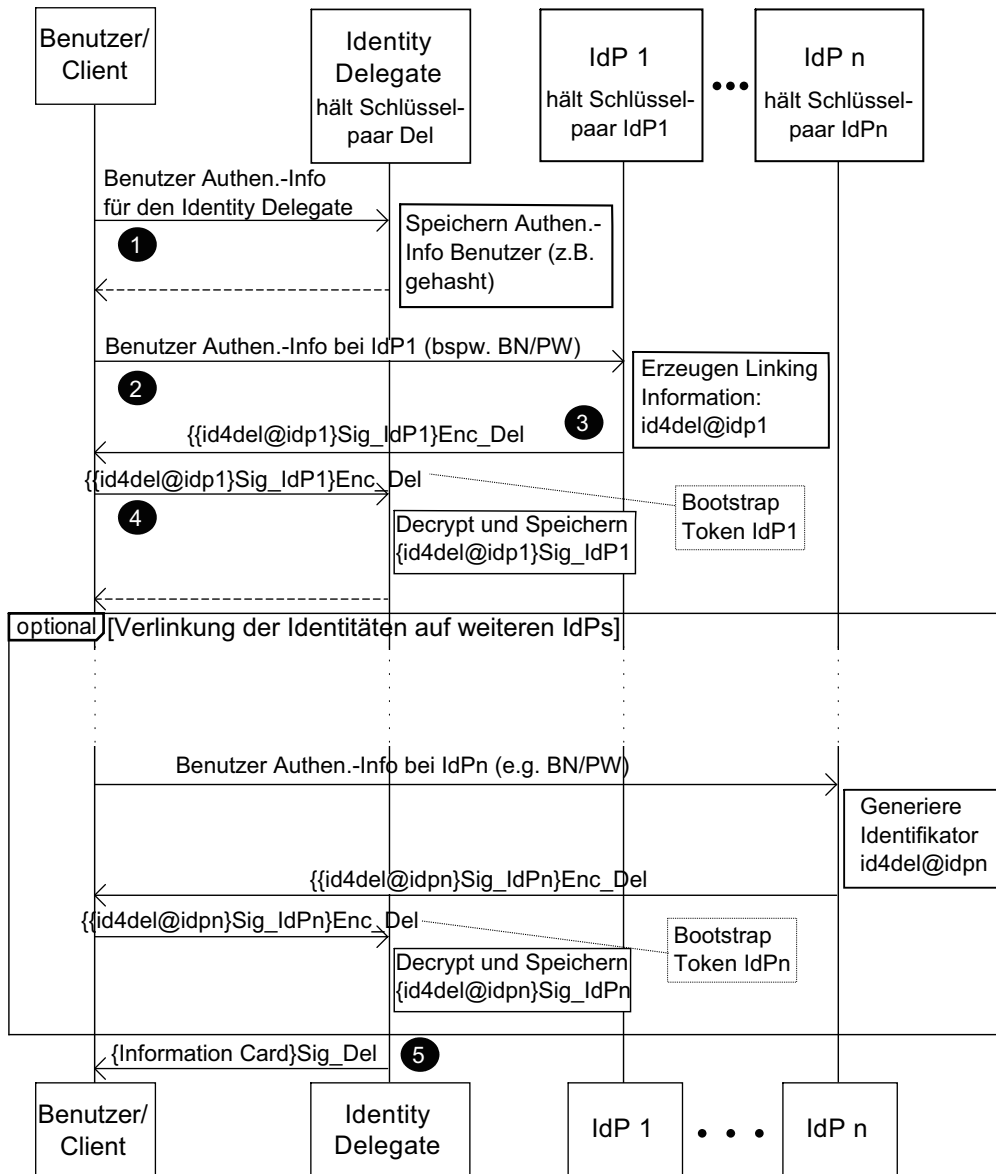 Benutzer/
Client
Identity
Delegate
hält Schlüssel-
paar Del
IdP 1
hält Schlüssel-
paar IdP1
•••
IdP n
hält Schlüssel-
paar IdPn
Benutzer Authen.-Info
für den Identity Delegate
1
Speichern Authen.-
Info Benutzer (z.B.
gehasht)
Benutzer Authen.-Info bei IdP1 (bspw. BN/PW)
2
Erzeugen Linking
Information:
id4del@idp1
3
{{id4del@idp1}Sig_IdP1}Enc_Del
{{id4del@idp1}Sig_IdP1}Enc_Del
4
Bootstrap
Token IdP1
Decrypt und Speichern
{id4del@idp1}Sig_IdP1
optional
[Verlinkung der Identitäten auf weiteren IdPs]
Benutzer Authen.-Info bei IdPn (e.g. BN/PW)
Generiere
Identifikator
id4del@idpn
{{id4del@idpn}Sig_IdPn}Enc_Del
{{id4del@idpn}Sig_IdPn}Enc_Del
Bootstrap
Token IdPn
Decrypt und Speichern
{id4del@idpn}Sig_IdPn
{Information Card}Sig_Del
5
Benutzer/
Client
Identity
Delegate
IdP 1
• • • •
IdP n